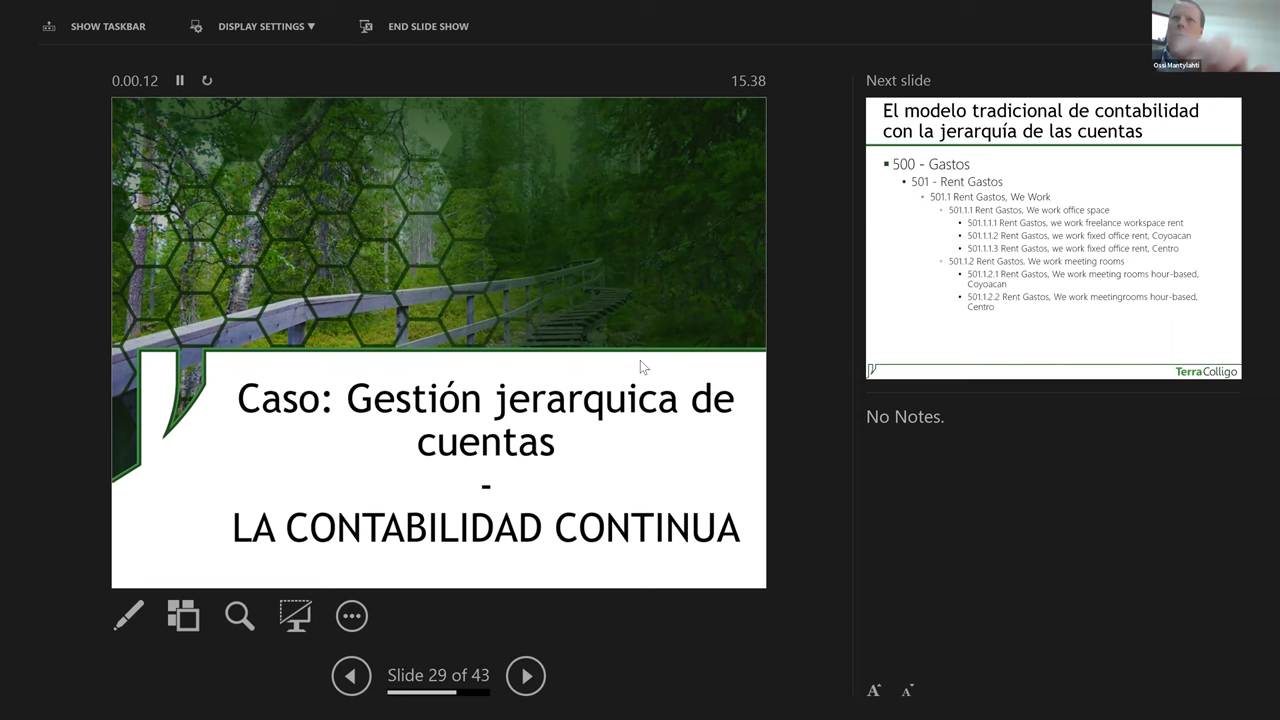 SHOW TASKBAR
DISPLAY SETTINGS ▼
END SLIDE SHOW
Ossi Mantylahti
0.00.12
15.38
Caso: Gestión jerarquica de
cuentas
-
LA CONTABILIDAD CONTINUA
Slide 29 of 43
Next slide
El modelo tradicional de contabilidad
con la jerarquía de las cuentas
500 - Gastos
501 - Rent Gastos
501.1 Rent Gastos, We Work
501.1.1 Rent Gastos, We work office space
501.1.1.1 Rent Gastos, we work freelance workspace rent
501.1.1.2 Rent Gastos, we work fixed office rent, Coyoacan
501.1.1.3 Rent Gastos, we work fixed office rent, Centro
501.1.2 Rent Gastos, We work meeting rooms
501.1.2.1 Rent Gastos, We work meeting rooms hour-based,
Coyoacan
501.1.2.2 Rent Gastos, We work meetingrooms hour-based,
Centro
TerraColligo
No Notes.
A A